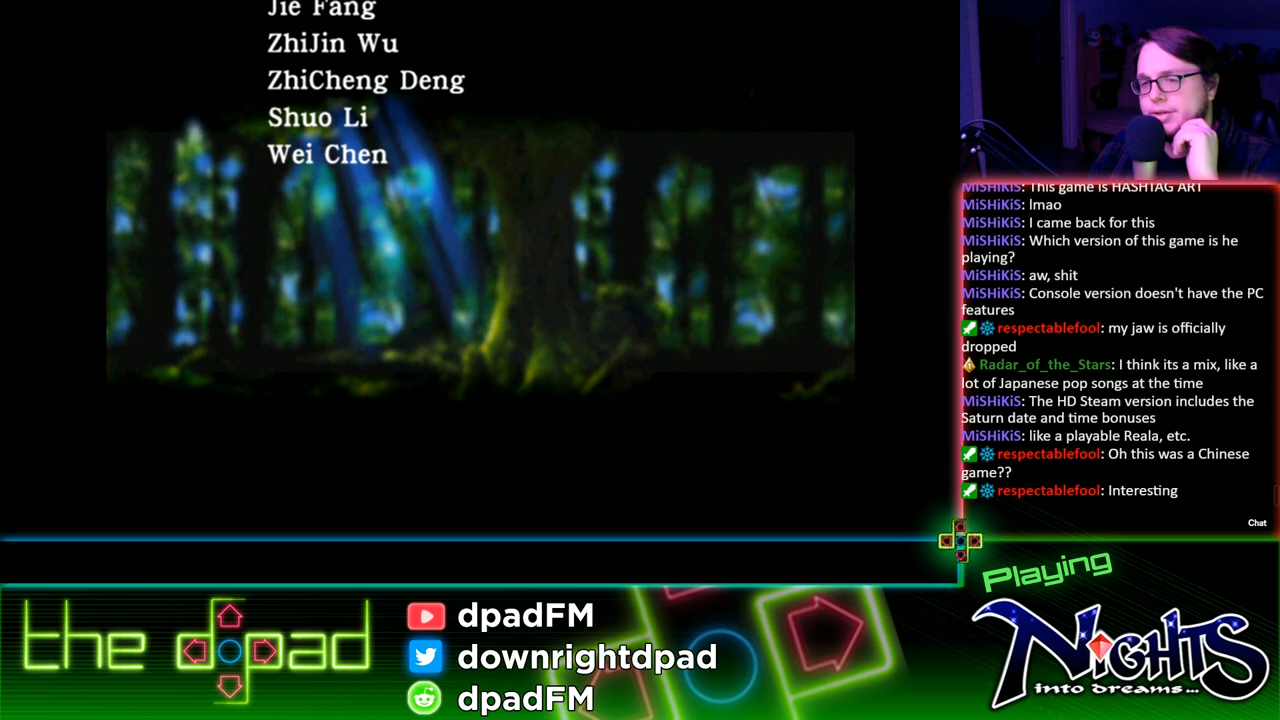 Jie Fang
ZhiJin Wu
ZhiCheng Deng
Shuo Li
Wei Chen
MiSHiKiS: This game is HASHTAG ART
MiSHiKiS: lmao
MiSHiKiS: I came back for this
MiSHiKiS: Which version of this game is he
playing?
MiSHiKiS: aw, shit
MiSHiKiS: Console version doesn't have the PC
features
respectablefool: my jaw is officially
dropped
Radar_of_the_Stars: I think its a mix, like a
lot of Japanese pop songs at the time
MiSHiKiS: The HD Steam version includes the
Saturn date and time bonuses
MiSHiKiS: like a playable Reala, etc.
respectablefool: Oh this was a Chinese
game??
respectablefool: Interesting
Chat
Playing
NiGHTS
into dreams...
the dpad
dpadFM
downrightdpad
dpadFM